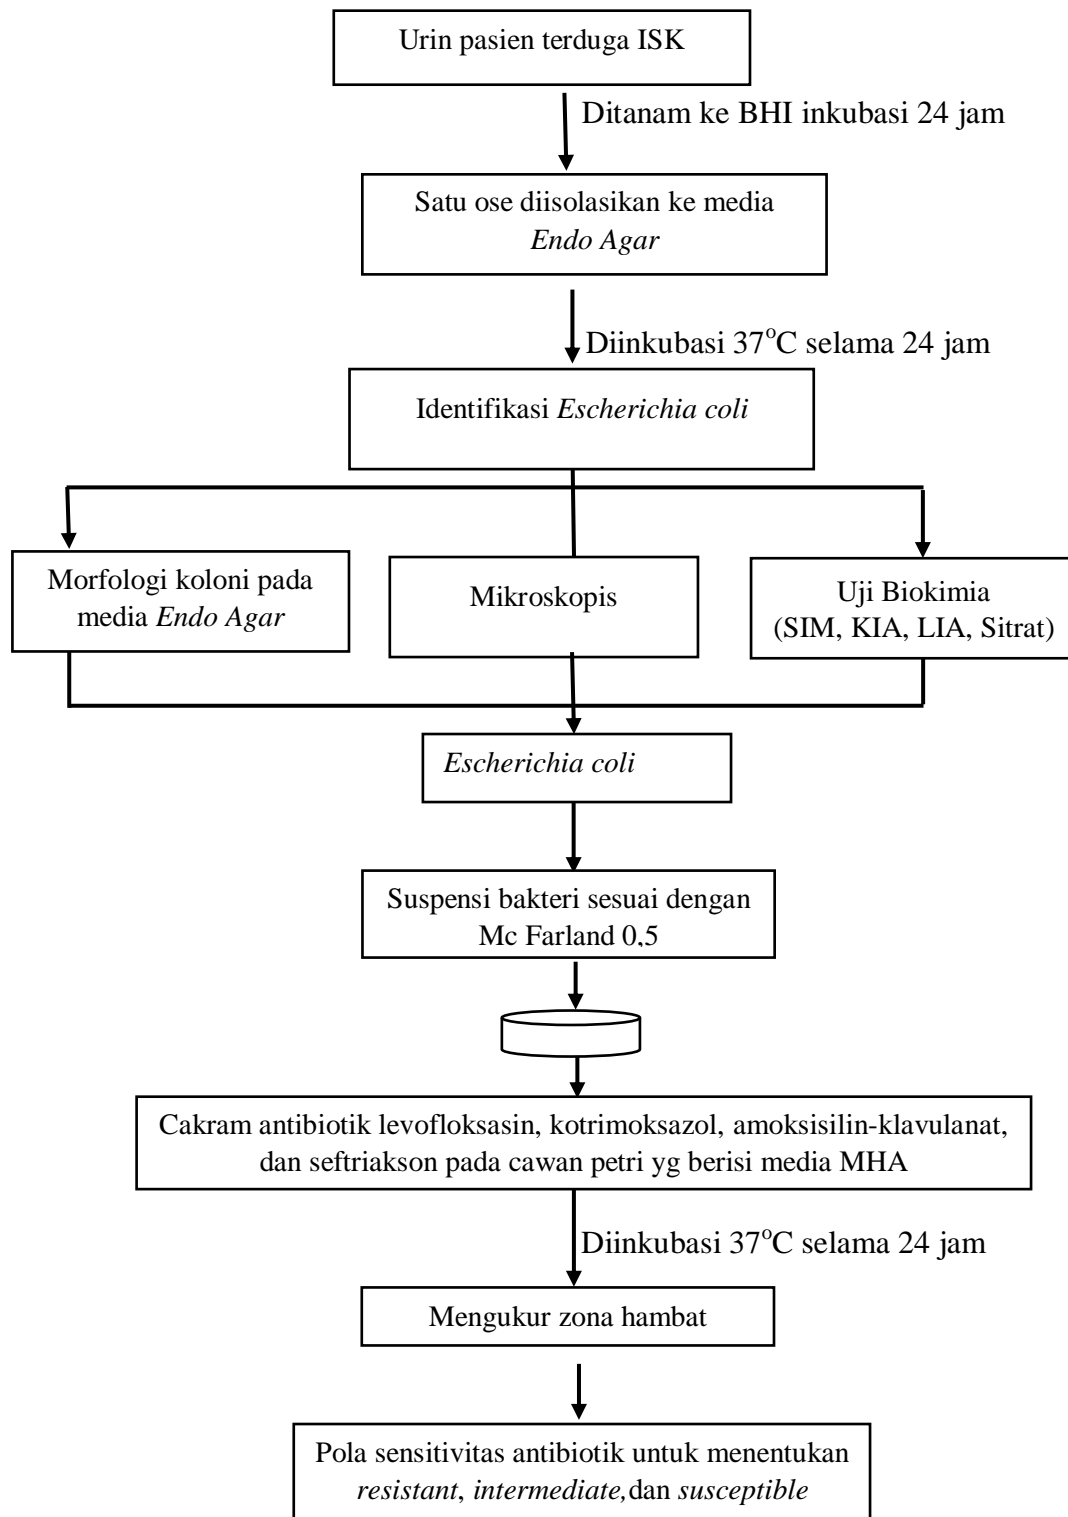 Urin pasien terduga ISK
Ditanam ke BHI inkubasi 24 jam
Satu ose diisolasikan ke media
Endo Agar
Diinkubasi 37°C selama 24 jam
Identifikasi Escherichia coli
Morfologi koloni pada
media Endo Agar
Mikroskopis
Uji Biokimia
(SIM, KIA, LIA, Sitrat)
Escherichia coli
Suspensi bakteri sesuai dengan
Mc Farland 0,5
Cakram antibiotik levofloksasin, kotrimoksazol, amoksisilin-klavulanat,
dan seftriakson pada cawan petri yg berisi media MHA
Diinkubasi 37°C selama 24 jam
Mengukur zona hambat
Pola sensitivitas antibiotik untuk menentukan
resistant, intermediate,dan susceptible